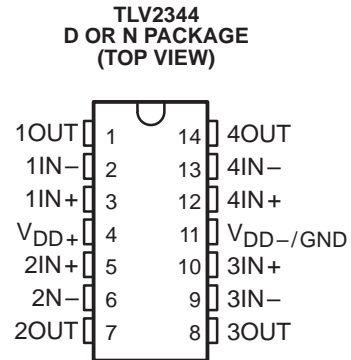 TLV2344
D OR N PACKAGE
(TOP VIEW)
1OUT 1 14 4OUT
1IN− 2 13 4IN−
1IN+ 3 12 4IN+
VDD+ 4 11 VDD−/GND
2IN+ 5 10 3IN+
2N− 6 9 3IN−
2OUT 7 8 3OUT